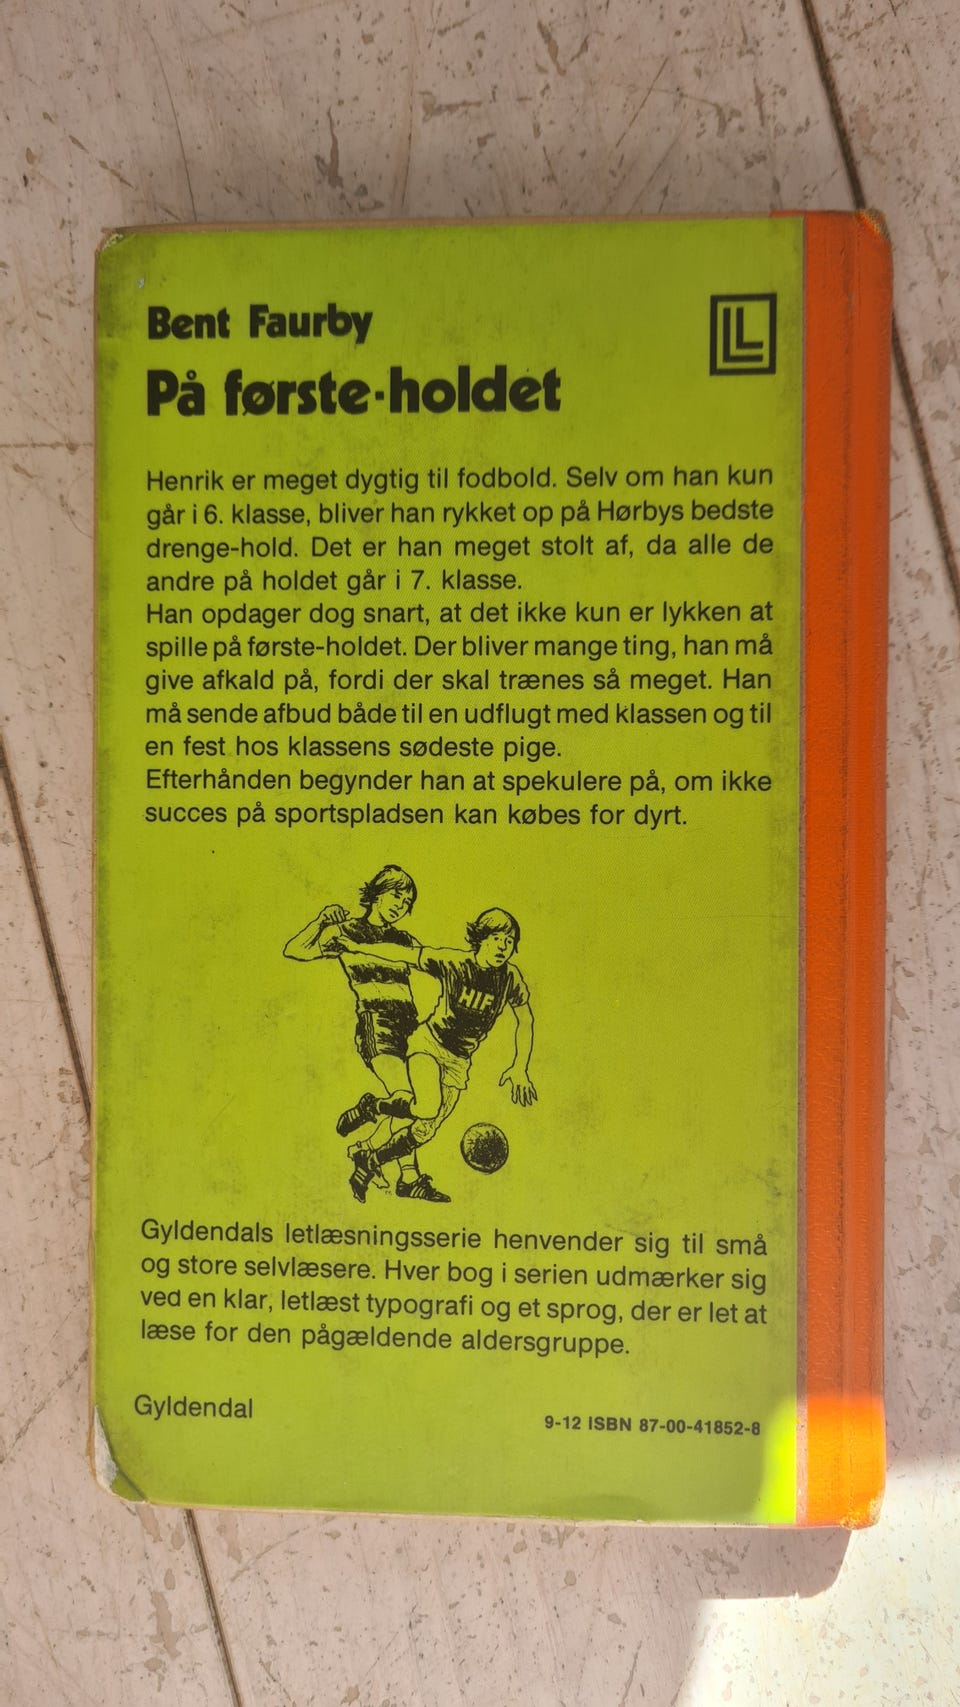 Bent Faurby
På første-holdet
LL
Henrik er meget dygtig til fodbold. Selv om han kun
går i 6. klasse, bliver han rykket op på Hørbys bedste
drenge-hold. Det er han meget stolt af, da alle de
andre på holdet går i 7. klasse.
Han opdager dog snart, at det ikke kun er lykken at
spille på første-holdet. Der bliver mange ting, han må
give afkald på, fordi der skal trænes så meget. Han
må sende afbud både til en udflugt med klassen og til
en fest hos klassens sødeste pige.
Efterhånden begynder han at spekulere på, om ikke
succes på sportspladsen kan købes for dyrt.
HIF
Gyldendals letlæsningsserie henvender sig til små
og store selvlæsere. Hver bog i serien udmærker sig
ved en klar, letlæst typografi og et sprog, der er let at
læse for den pågældende aldersgruppe.
Gyldendal
9-12 ISBN 87-00-41852-8